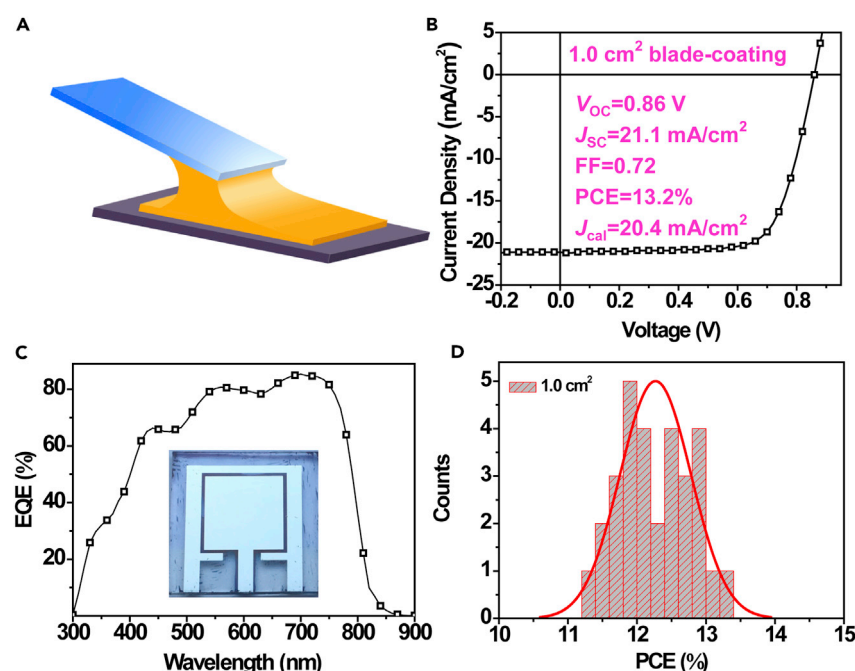 A
B
1.0 cm² blade-coating
V_OC=0.86 V
J_SC=21.1 mA/cm²
FF=0.72
PCE=13.2%
J_cal=20.4 mA/cm²
Current Density (mA/cm²)
5
0
-5
-10
-15
-20
-25
-0.2 0.0 0.2 0.4 0.6 0.8
Voltage (V)
C
EQE (%)
80
60
40
20
300 400 500 600 700 800 900
Wavelength (nm)
D
1.0 cm²
Counts
5
4
3
2
1
0
10 11 12 13 14 15
PCE (%)